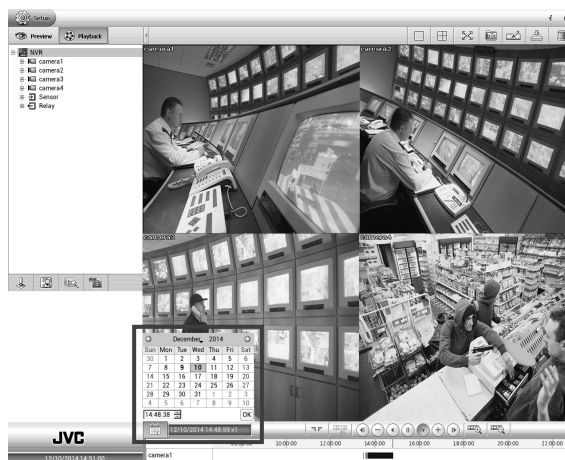 Setup
Preview
Playback
NVR
camera1
camera2
camera3
camera4
Sensor
Relay
camera1
camera2
camera3
camera4
December 2014
Sun Mon Tue Wed Thu Fri Sat
30 1 2 3 4 5 6
7 8 9 10 11 12 13
14 15 16 17 18 19 20
21 22 23 24 25 26 27
28 29 30 31 1 2 3
4 5 6 7 8 9 10
14:48:38
OK
12/10/2014 14:48:59 x1
JVC
10:00:00 12:00:00 14:00:00 16:00:00 18:00:00 20:00:00 22:00:00
12/10/2014 14:51:00
camera1